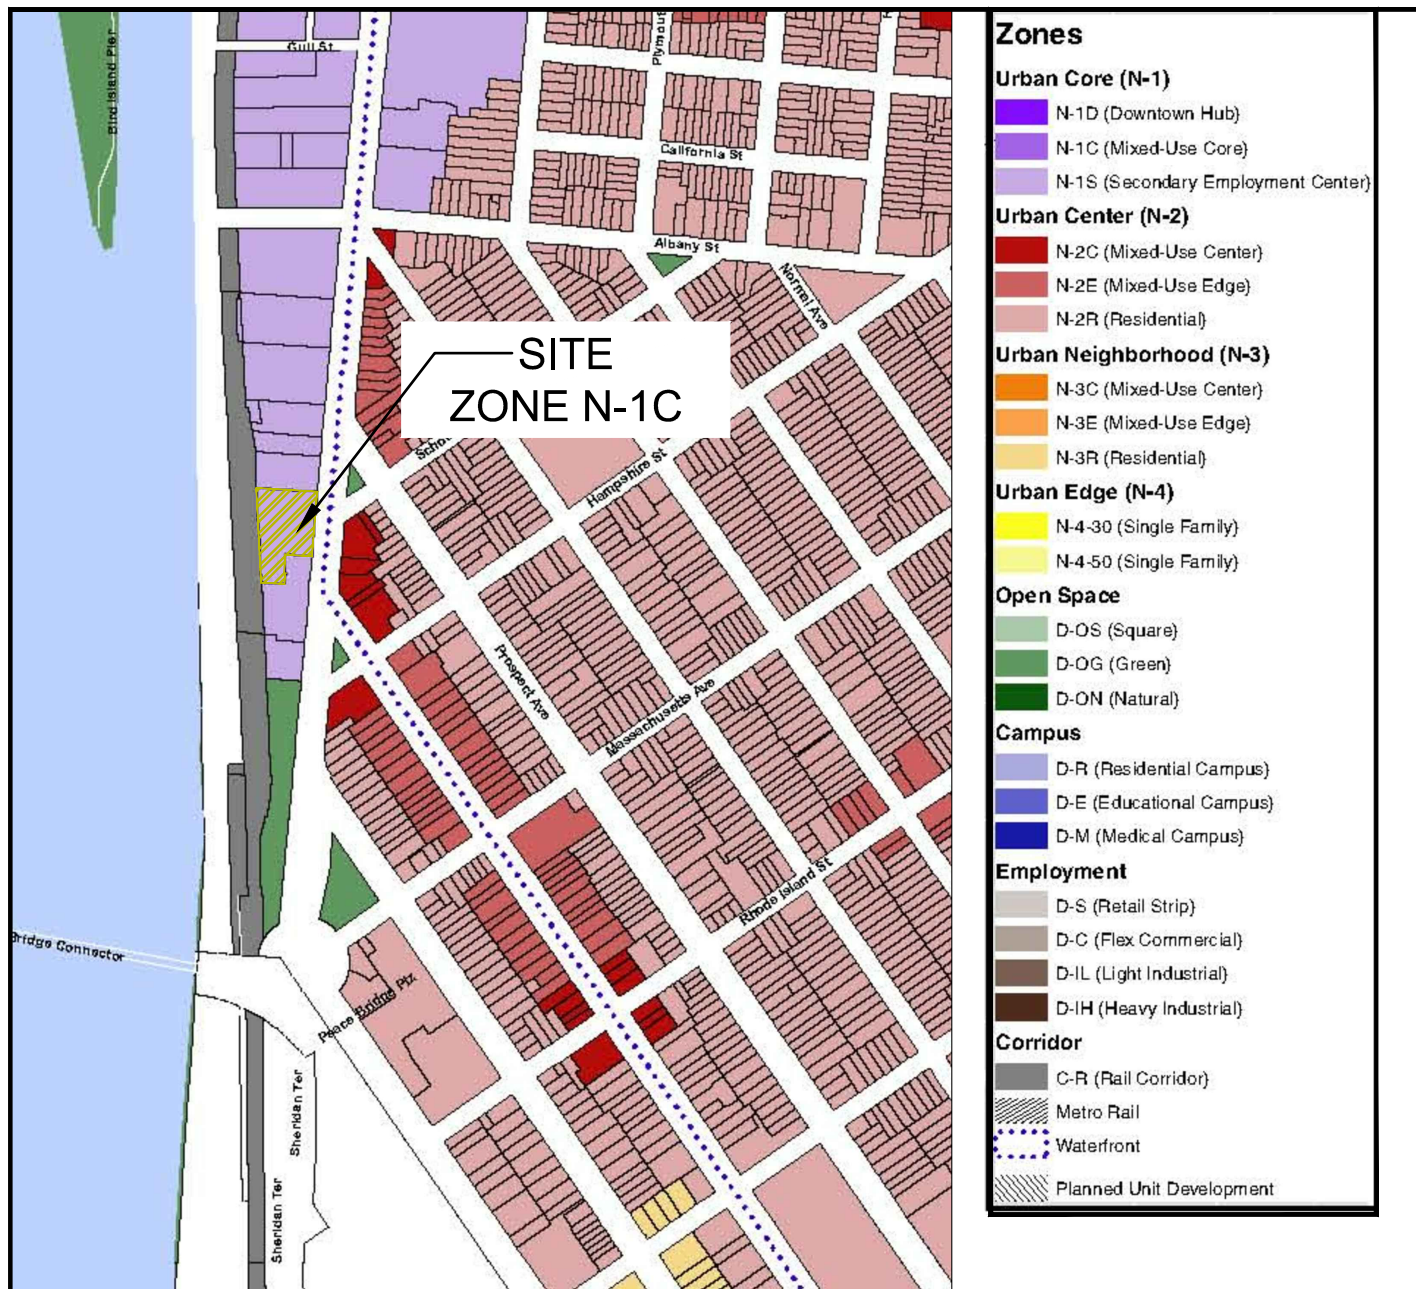 Gull St
Bird Island Pier
California St
Albany St
Normal Ave
SITE
ZONE N-1C
Hampshire St
Prospect Ave
Massachusetts Ave
Rhode Island St
Bridge Connector
Peace Bridge Plz
Sheridan Ter
Sheridan Ter
Zones
Urban Core (N-1)
N-1D (Downtown Hub)
N-1C (Mixed-Use Core)
N-1S (Secondary Employment Center)
Urban Center (N-2)
N-2C (Mixed-Use Center)
N-2E (Mixed-Use Edge)
N-2R (Residential)
Urban Neighborhood (N-3)
N-3C (Mixed-Use Center)
N-3E (Mixed-Use Edge)
N-3R (Residential)
Urban Edge (N-4)
N-4-30 (Single Family)
N-4-50 (Single Family)
Open Space
D-OS (Square)
D-OG (Green)
D-ON (Natural)
Campus
D-R (Residential Campus)
D-E (Educational Campus)
D-M (Medical Campus)
Employment
D-S (Retail Strip)
D-C (Flex Commercial)
D-IL (Light Industrial)
D-IH (Heavy Industrial)
Corridor
C-R (Rail Corridor)
Metro Rail
Waterfront
Planned Unit Development